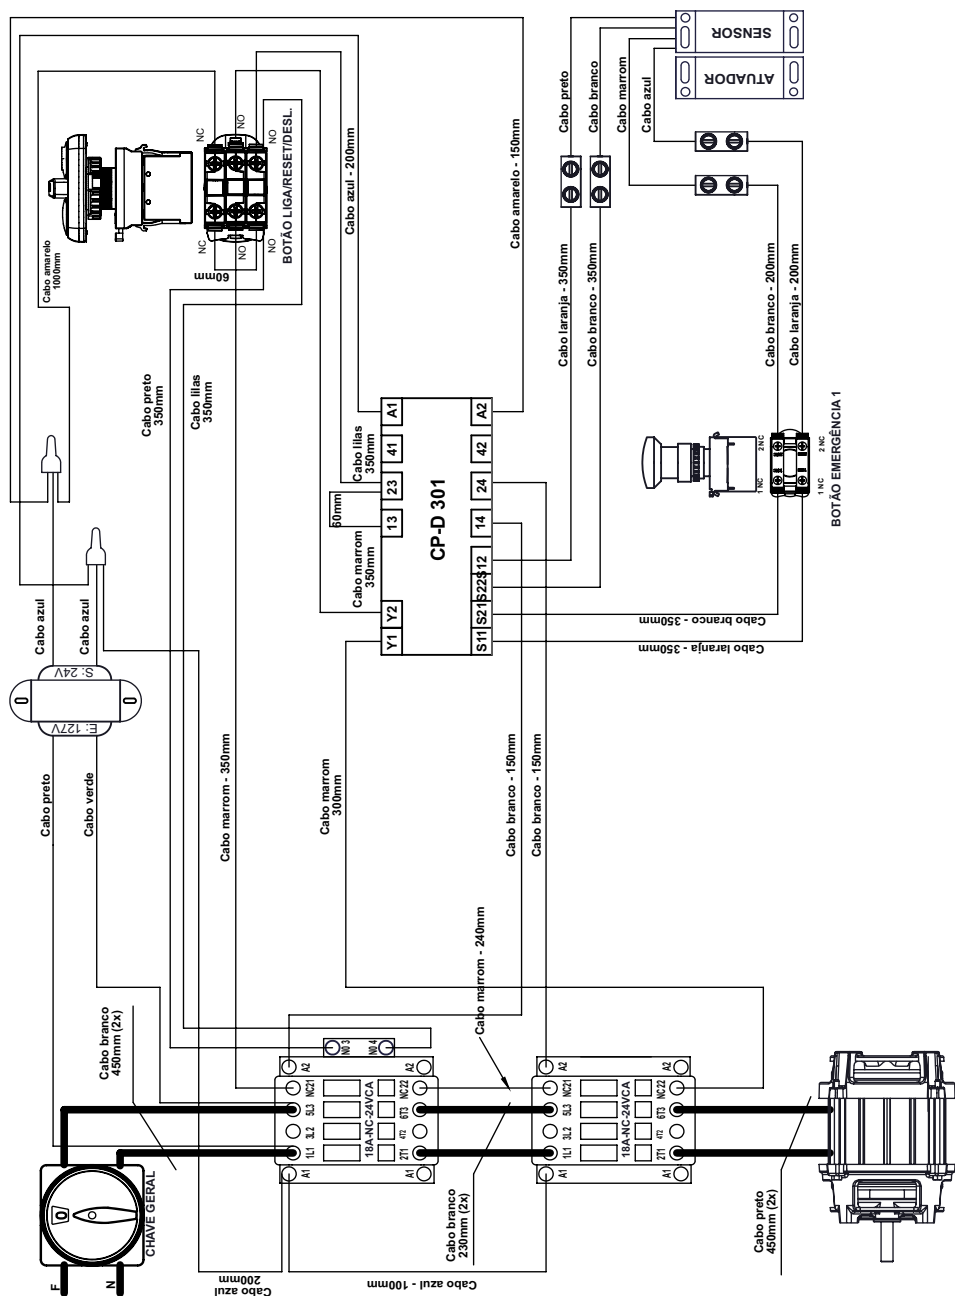 SENSOR
ATUADOR
Cabo preto
Cabo branco
Cabo marrom
Cabo azul
Cabo amarelo - 150mm
Cabo azul - 200mm
NC
NO
NO
BOTÃO LIGA/RESET/DESL.
NC
NO
NO
60mm
Cabo amarelo
1000mm
Cabo preto
350mm
Cabo lilas
350mm
Cabo laranja - 350mm
Cabo branco - 350mm
Cabo branco - 200mm
Cabo laranja - 200mm
BOTÃO EMERGÊNCIA 1
1 NC
2 NC
1 NC
2 NC
Cabo lilas
350mm
60mm
Cabo marrom
350mm
CP-D 301
A1
41
23
13
Y2
Y1
A2
42
24
14
S12
S22
S21
S11
Cabo branco - 350mm
Cabo laranja - 350mm
Cabo azul
Cabo azul
S: 24V
E: 127V
Cabo preto
Cabo verde
Cabo marrom - 350mm
Cabo marrom
300mm
Cabo branco - 150mm
Cabo branco - 150mm
Cabo marrom - 240mm
Cabo branco
450mm (2x)
NO 3
NO 4
A2
A2
NC21
NC22
5L3
6T3
3L2
4T2
1L1
2T1
A1
A1
18A-NC-24VCA
A2
A2
NC21
NC22
5L3
6T3
3L2
4T2
1L1
2T1
A1
A1
18A-NC-24VCA
0
CHAVE GERAL
F
N
Cabo azul
200mm
Cabo azul - 100mm
Cabo branco
230mm (2x)
Cabo preto
450mm (2x)